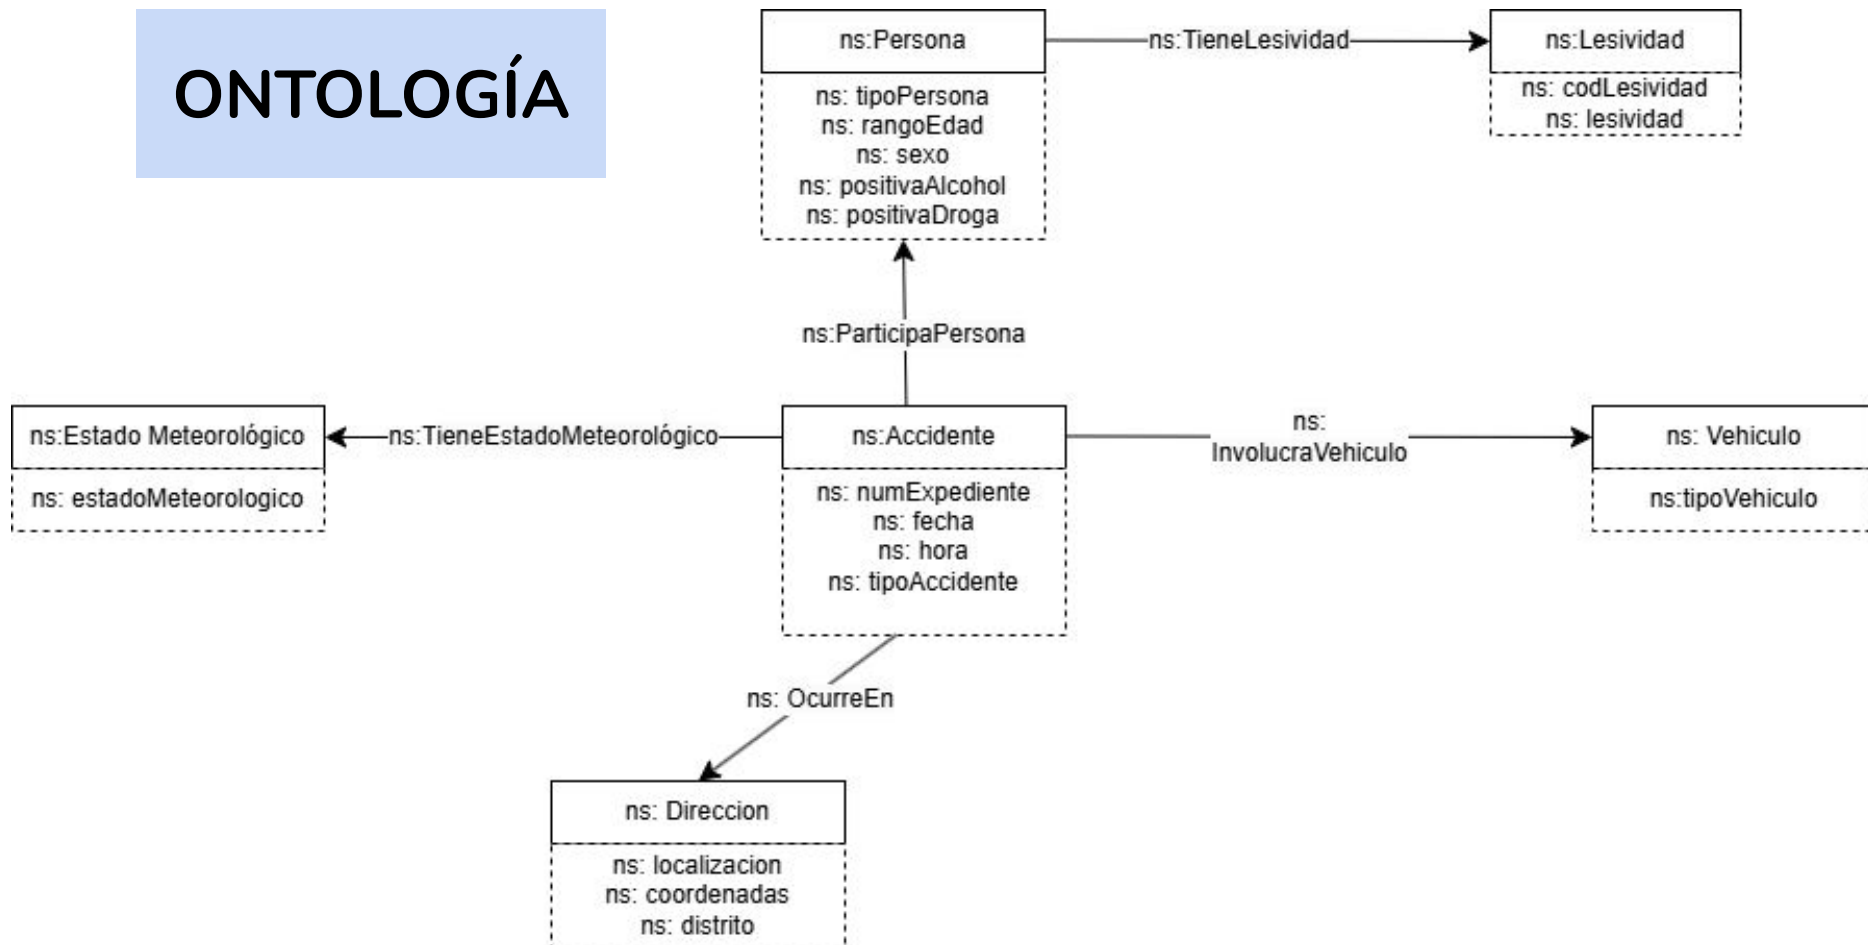 ONTOLOGÍA
ns:Persona
ns: tipoPersona
ns: rangoEdad
ns: sexo
ns: positivaAlcohol
ns: positivaDroga
ns:TieneLesividad
ns:Lesividad
ns: codLesividad
ns: lesividad
ns:ParticipaPersona
ns:Estado Meteorológico
ns: estadoMeteorologico
ns:TieneEstadoMeteorológico
ns:Accidente
ns: numExpediente
ns: fecha
ns: hora
ns: tipoAccidente
ns:
InvolucraVehiculo
ns: Vehiculo
ns:tipoVehiculo
ns: OcurreEn
ns: Direccion
ns: localizacion
ns: coordenadas
ns: distrito